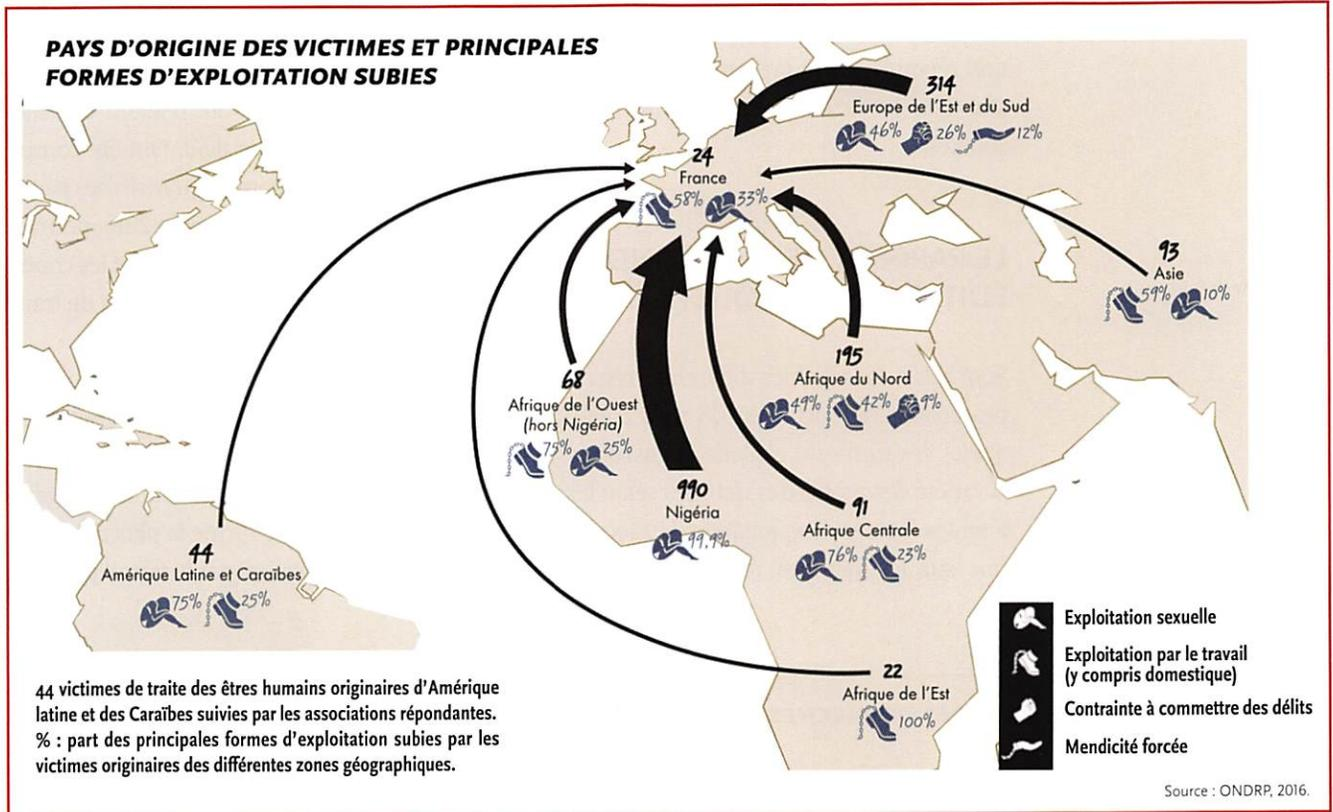 PAYS D'ORIGINE DES VICTIMES ET PRINCIPALES
FORMES D'EXPLOITATION SUBIES
314
Europe de l'Est et du Sud
46% 26% 12%
24
France
58% 33%
93
Asie
59% 10%
195
Afrique du Nord
49% 42% 9%
68
Afrique de l'Ouest
(hors Nigéria)
75% 25%
990
Nigéria
99,9%
91
Afrique Centrale
76% 23%
44
Amérique Latine et Caraïbes
75% 25%
22
Afrique de l'Est
100%
44 victimes de traite des êtres humains originaires d'Amérique
latine et des Caraïbes suivies par les associations répondantes.
% : part des principales formes d'exploitation subies par les
victimes originaires des différentes zones géographiques.
Exploitation sexuelle
Exploitation par le travail
(y compris domestique)
Contrainte à commettre des délits
Mendicité forcée
Source : ONDRP, 2016.